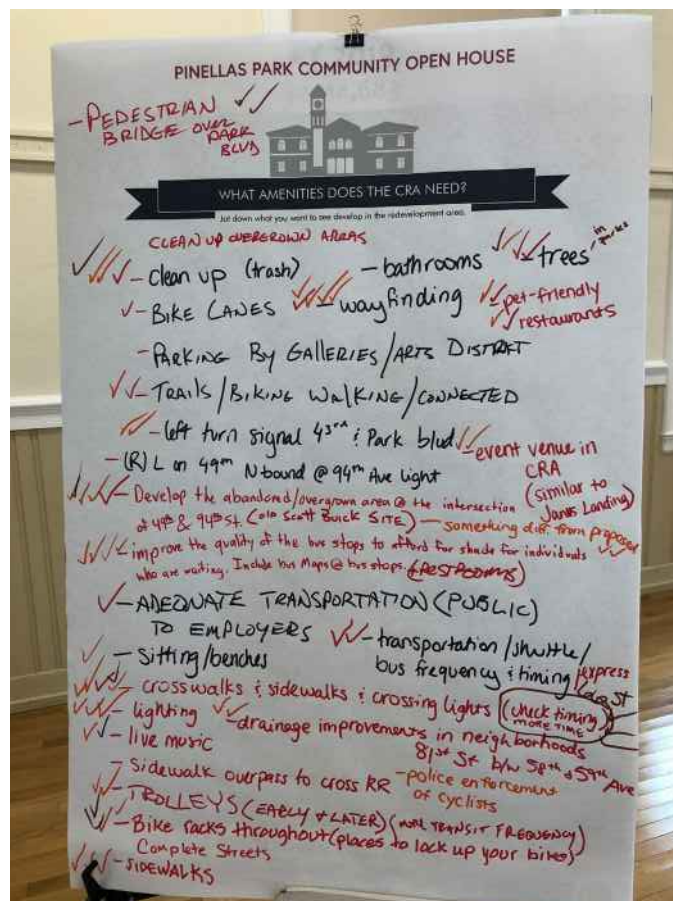 PINELLAS PARK COMMUNITY OPEN HOUSE
- PEDESTRIAN
BRIDGE OVER
PARK
BLVD
WHAT AMENITIES DOES THE CRA NEED?
Jot down what you want to see develop in the redevelopment area.
CLEAN UP OVERGROWN AREAS
- clean up (trash) - bathrooms - trees in parks
- BIKE LANES - wayfinding - pet-friendly
restaurants
- PARKING BY GALLERIES/ARTS DISTRICT
- TRAILS/BIKING WALKING/CONNECTED
- left turn signal 43rd & Park blvd - event venue in
CRA
(similar to
Janus Landing)
- (R) L on 49th N bound @ 94th Ave light
- Develop the abandoned/overgrown area @ the intersection
of 49th & 94th St. (old Scott Buick SITE) - something diff. from proposed
- improve the quality of the bus stops to afford for shade for individuals
who are waiting. Include bus Maps @ bus stops. (RESTROOMS)
- ADEQUATE TRANSPORTATION (PUBLIC)
TO EMPLOYERS - transportation/shuttle/
bus frequency & timing / express
- Sitting/benches
- crosswalks & sidewalks & crossing lights (check timing
MORE TIME)
- lighting - drainage improvements in neighborhoods
81st St b/w 58th & 59th Ave
- live music
- Sidewalk overpass to cross RR - police enforcement
of cyclists
- TROLLEYS (EARLY & LATER) (MORE TRANSIT FREQUENCY)
- Bike racks throughout (places to lock up your bikes)
Complete Streets
- SIDEWALKS